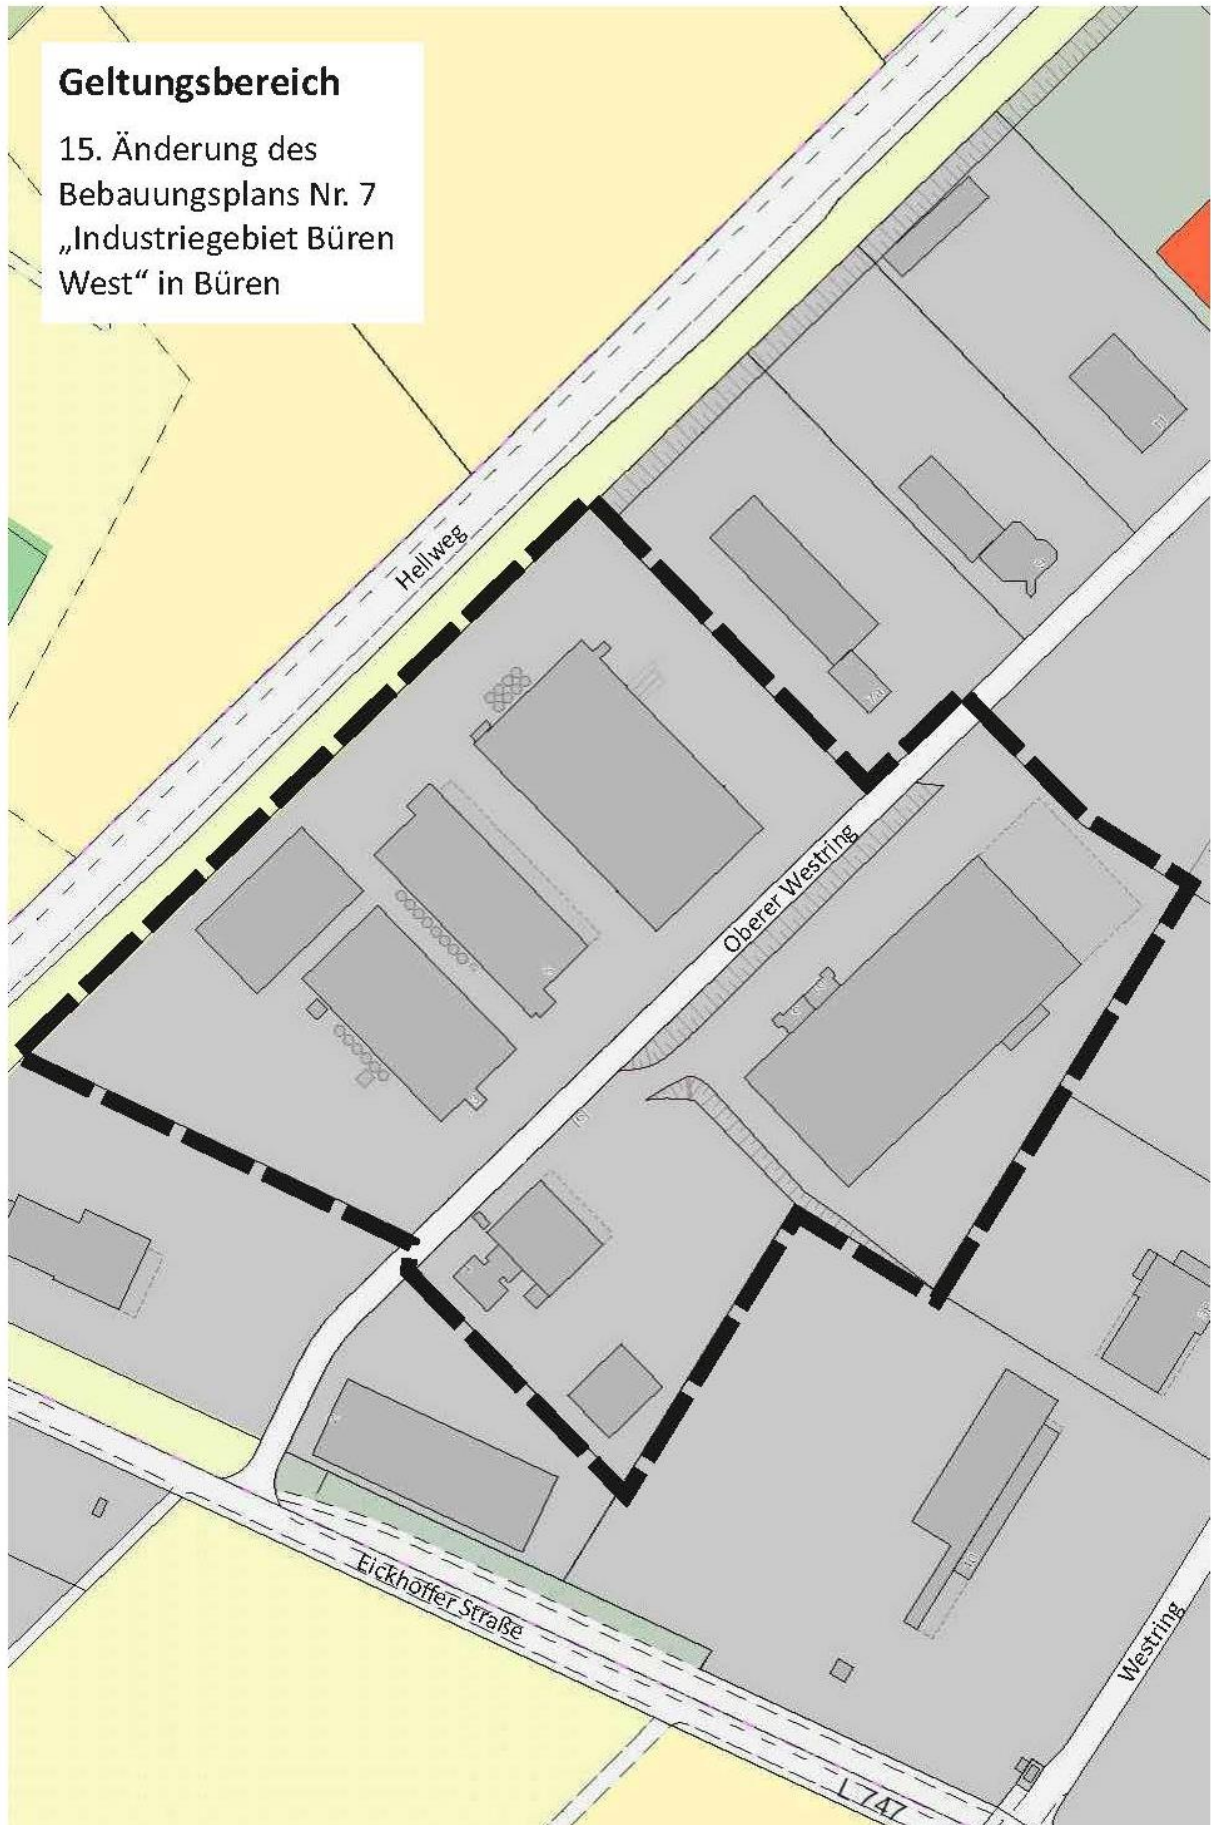 Geltungsbereich
15. Änderung des
Bebauungsplans Nr. 7
„Industriegebiet Büren
West“ in Büren
Hellweg
Oberer Westring
Eickhoffer Straße
Westring
L 747
10